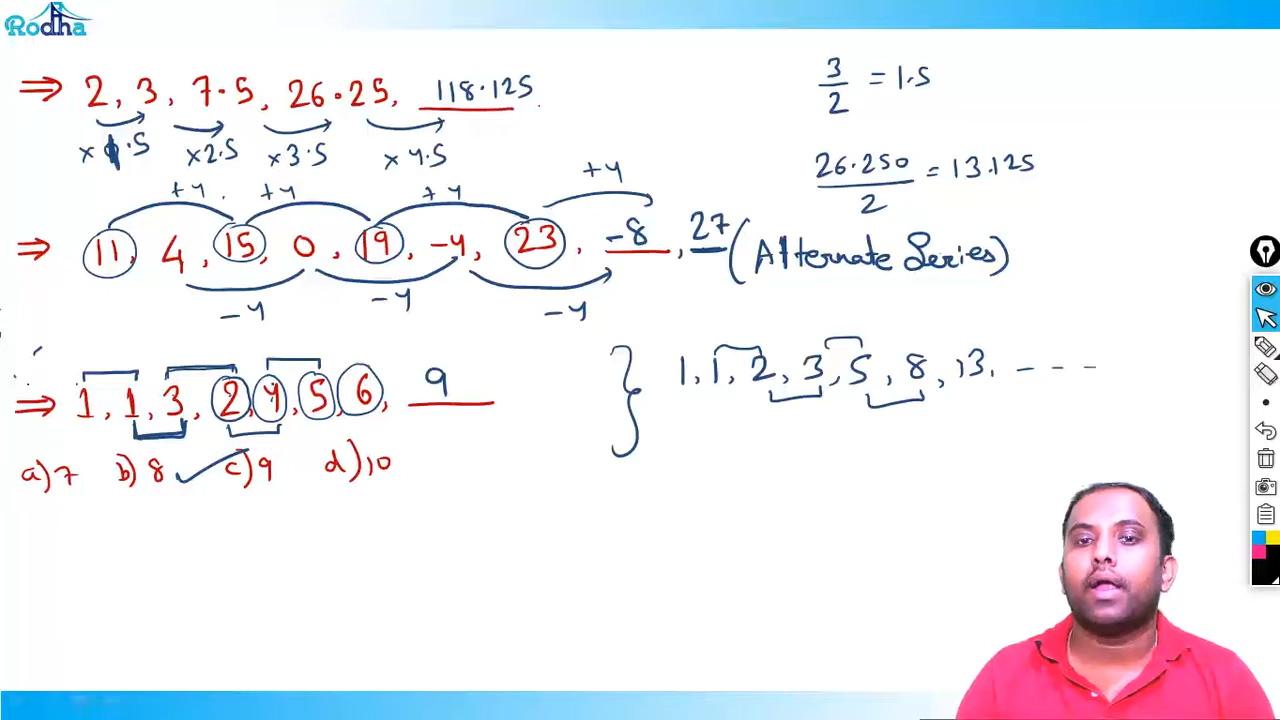 Rodha
⇒ 2, 3, 7.5, 26.25, 118.125
×1.5 ×2.5 ×3.5 ×4.5
3/2 = 1.5
26.250/2 = 13.125
+4 +4 +4 +4
⇒ 11, 4, 15, 0, 19, -4, 23, -8, 27 (Alternate Series)
-4 -4 -4
⇒ 1, 1, 3, 2, 4, 5, 6, 9
} 1, 1, 2, 3, 5, 8, 13, - - -
a) 7 b) 8 ✓ c) 9 d) 10